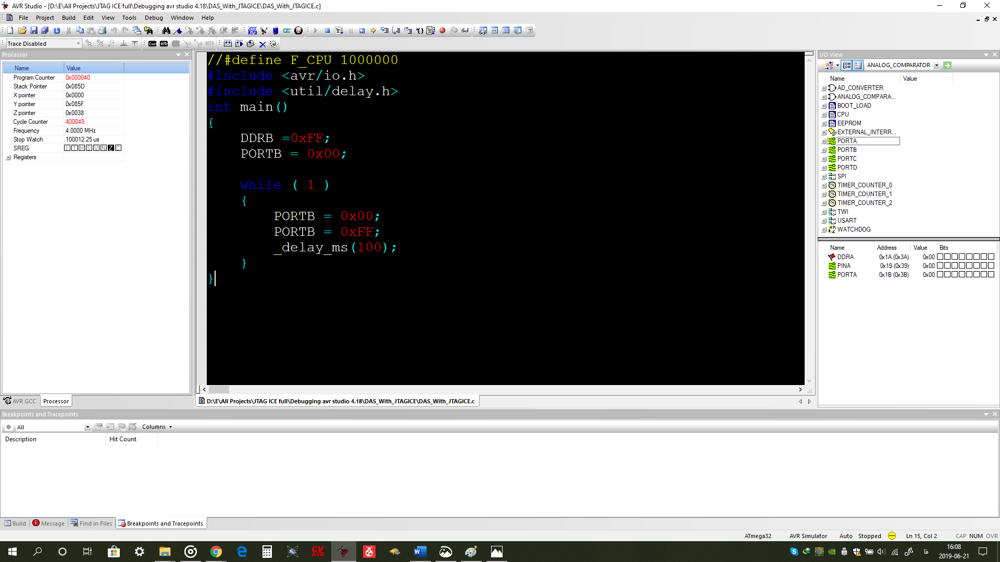 AVR Studio - [D:\E\All Projects\JTAG ICE full\Debugging avr studio 4.18\DAS_With_JTAGICE\DAS_With_JTAGICE.c]
File Project Build Edit View Tools Debug Window Help
Trace Disabled
Con AVR AUTO
Processor
Name Value
Program Counter 0x000040
Stack Pointer 0x085D
X pointer 0x0000
Y pointer 0x085F
Z pointer 0x0038
Cycle Counter 400049
Frequency 4.0000 MHz
Stop Watch 100012.25 us
SREG I T H S V N Z C
Registers
AVR GCC Processor
//#define F_CPU 1000000
#include <avr/io.h>
#include <util/delay.h>
int main()
{
DDRB =0xFF;
PORTB = 0x00;
while ( 1 )
{
PORTB = 0x00;
PORTB = 0xFF;
_delay_ms(100);
}
}
D:\E\All Projects\JTAG ICE full\Debugging avr studio 4.18\DAS_With_JTAGICE\DAS_With_JTAGICE.c
I/O View
ANALOG_COMPARATOR
Name Value
AD_CONVERTER
ANALOG_COMPARA...
BOOT_LOAD
CPU
EEPROM
EXTERNAL_INTERR...
PORTA
PORTB
PORTC
PORTD
SPI
TIMER_COUNTER_0
TIMER_COUNTER_1
TIMER_COUNTER_2
TWI
USART
WATCHDOG
Name Address Value Bits
DDRA 0x1A (0x3A) 0x00
PINA 0x19 (0x39) 0x00
PORTA 0x1B (0x3B) 0x00
Breakpoints and Tracepoints
All Columns
Description Hit Count
Build Message Find in Files Breakpoints and Tracepoints
ATmega32 AVR Simulator Auto Stopped Ln 15, Col 2 CAP NUM OVR
CV AVR
فا
16:08
2019-06-21